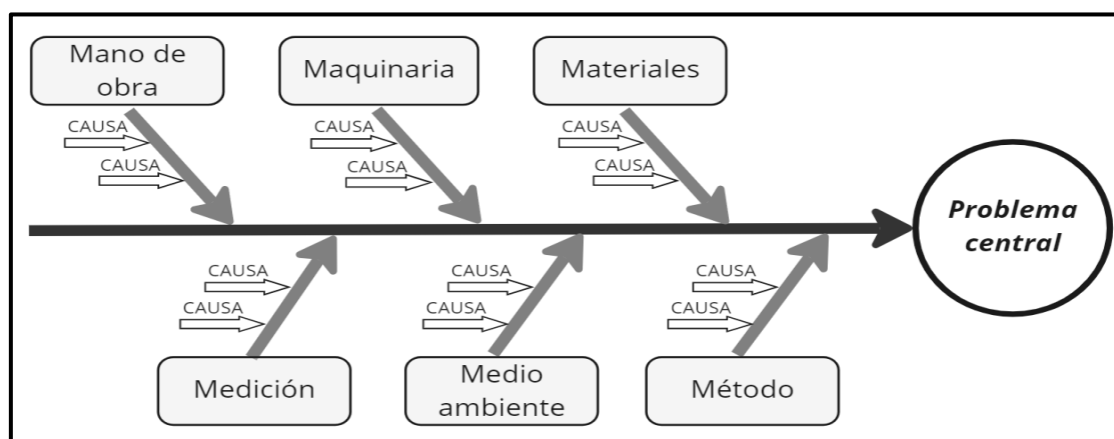 Mano de
obra
Maquinaria
Materiales
CAUSA
CAUSA
CAUSA
CAUSA
CAUSA
CAUSA
Problema
central
CAUSA
CAUSA
CAUSA
CAUSA
CAUSA
CAUSA
Medición
Medio
ambiente
Método